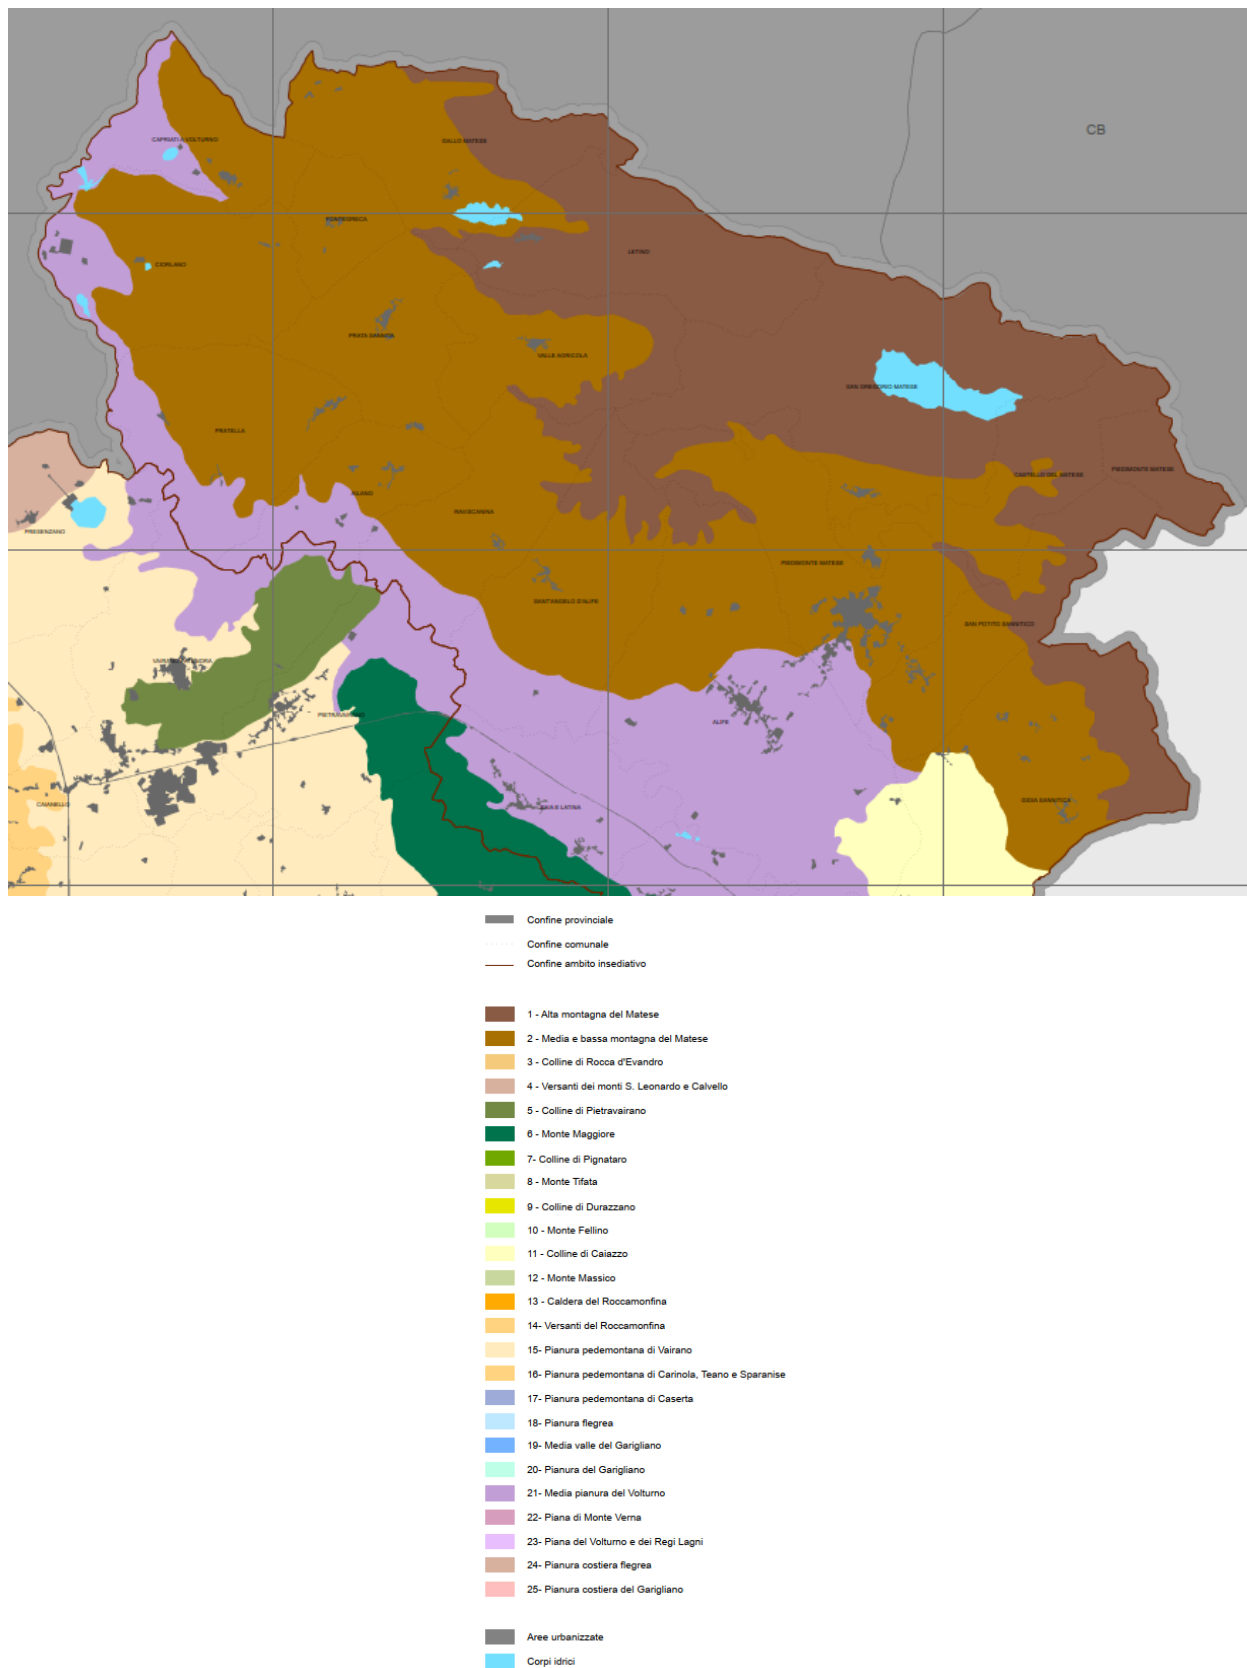 CB
CAPRIATI A VOLTURNO
GALLO MATESE
FONTEGRECA
LETINO
CIORLANO
PRATA SANNITA
VALLE AGRICOLA
SAN GREGORIO MATESE
PRATELLA
CASTELLO DEL MATESE
PIEDIMONTE MATESE
AILANO
RAVISCANINA
PRESENZANO
PIEDIMONTE MATESE
SANT'ANGELO D'ALIFE
SAN POTITO SANNITICO
VAIRANO PATENORA
PIETRAVAIRANO
ALIFE
CAIANELLO
BAIA E LATINA
GIOIA SANNITICA
Confine provinciale
Confine comunale
Confine ambito insediativo
1 - Alta montagna del Matese
2 - Media e bassa montagna del Matese
3 - Colline di Rocca d'Evandro
4 - Versanti dei monti S. Leonardo e Calvello
5 - Colline di Pietravairano
6 - Monte Maggiore
7- Colline di Pignataro
8 - Monte Tifata
9 - Colline di Durazzano
10 - Monte Fellino
11 - Colline di Caiazzo
12 - Monte Massico
13 - Caldera del Roccamonfina
14- Versanti del Roccamonfina
15- Pianura pedemontana di Vairano
16- Pianura pedemontana di Carinola, Teano e Sparanise
17- Pianura pedemontana di Caserta
18- Pianura flegrea
19- Media valle del Garigliano
20- Pianura del Garigliano
21- Media pianura del Volturno
22- Piana di Monte Verna
23- Piana del Volturno e dei Regi Lagni
24- Pianura costiera flegrea
25- Pianura costiera del Garigliano
Aree urbanizzate
Corpi idrici